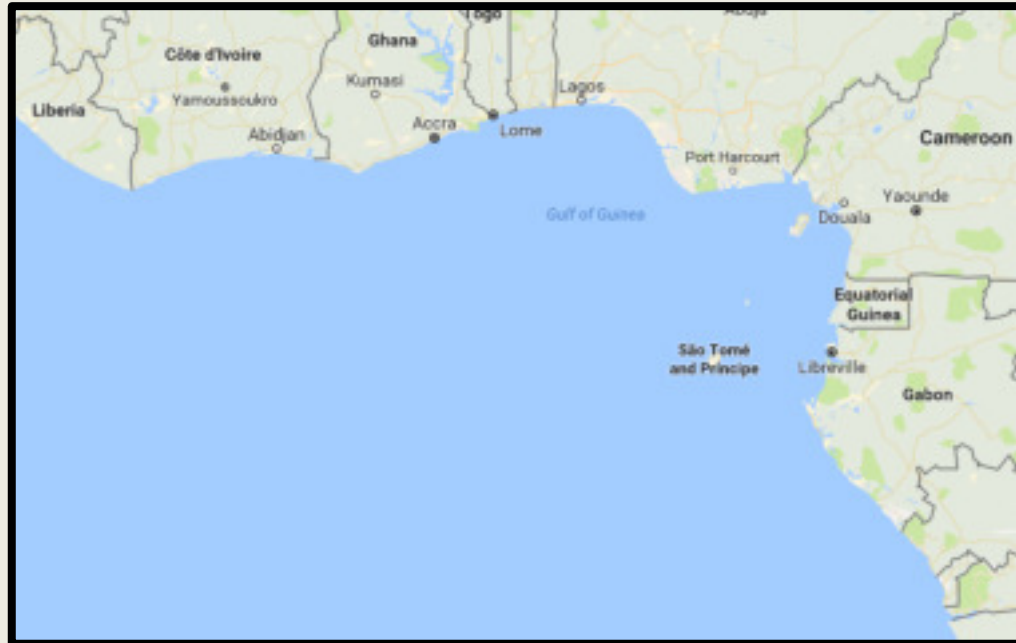 Togo
Abuja
Ghana
Côte d'Ivoire
Kumasi
Lagos
Yamoussoukro
Liberia
Accra
Lome
Abidjan
Cameroon
Port Harcourt
Yaounde
Gulf of Guinea
Douala
Equatorial
Guinea
São Tomé
and Príncipe
Libreville
Gabon